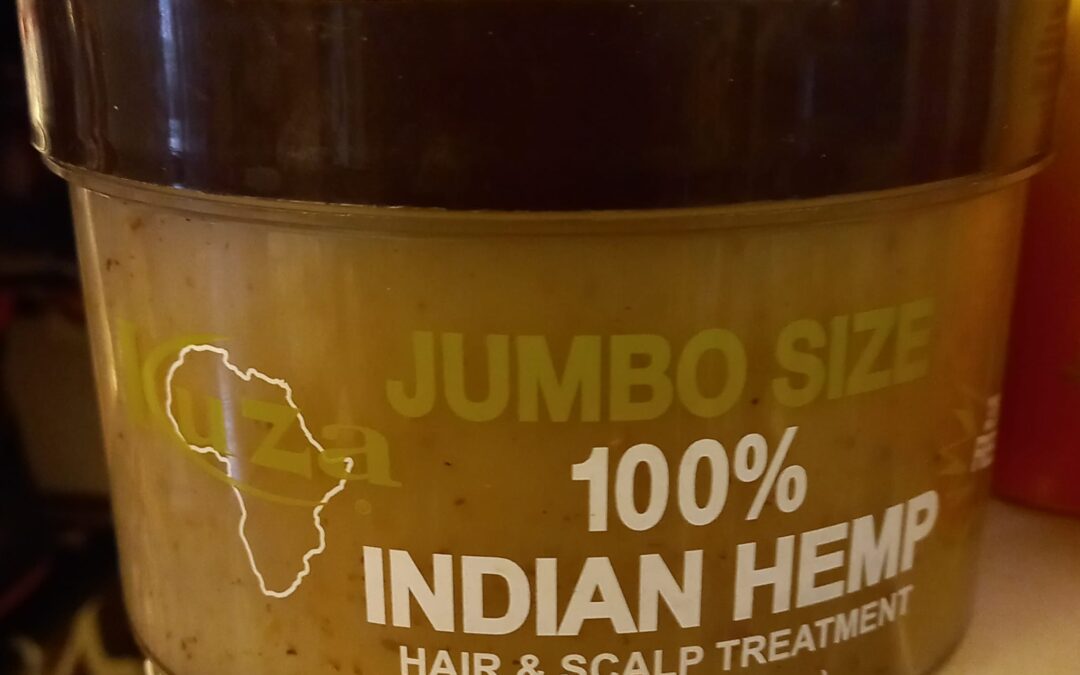 Kuza
JUMBO SIZE
100%
INDIAN HEMP
HAIR & SCALP TREATMENT